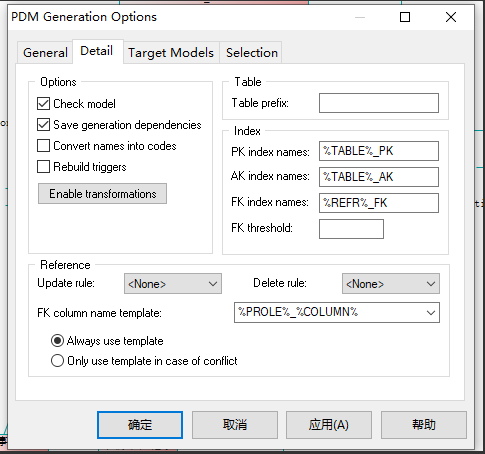 PDM Generation Options
General Detail Target Models Selection
Options
Check model
Save generation dependencies
Convert names into codes
Rebuild triggers
Enable transformations
Table
Table prefix:
Index
PK index names: %TABLE%_PK
AK index names: %TABLE%_AK
FK index names: %REFR%_FK
FK threshold:
Reference
Update rule: <None> Delete rule: <None>
FK column name template: %PROLE%_%COLUMN%
Always use template
Only use template in case of conflict
确定 取消 应用(A) 帮助